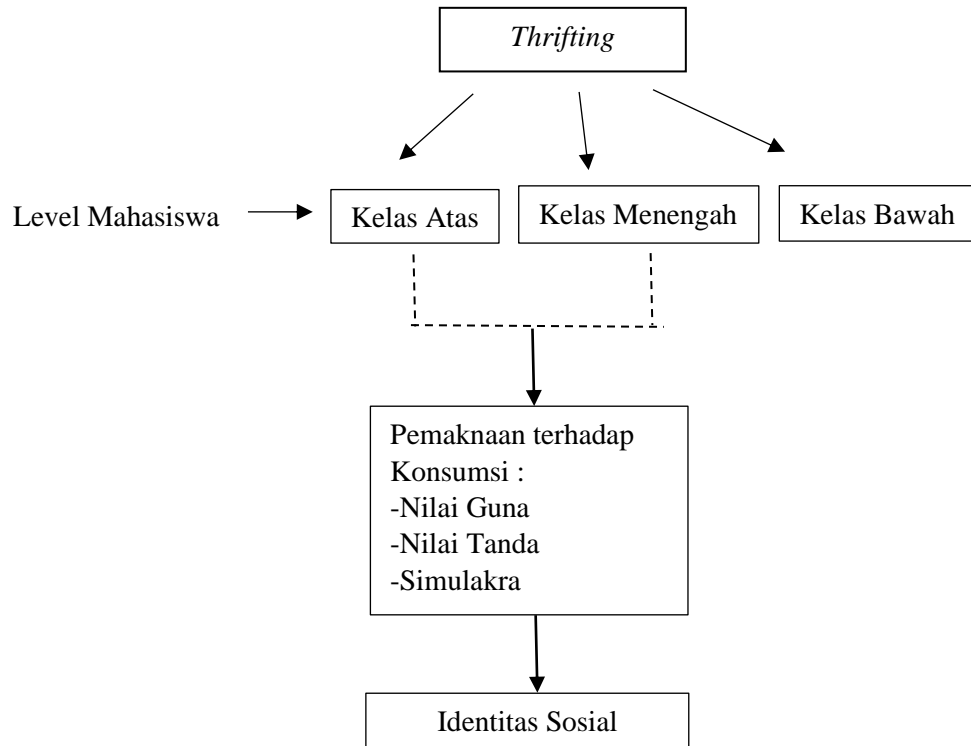 Thrifting
Level Mahasiswa
Kelas Atas
Kelas Menengah
Kelas Bawah
Pemaknaan terhadap
Konsumsi :
-Nilai Guna
-Nilai Tanda
-Simulakra
Identitas Sosial